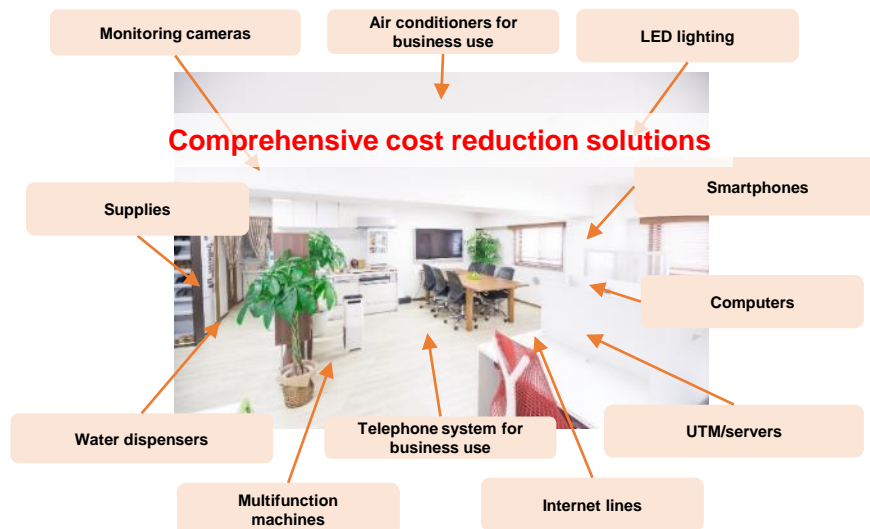 Monitoring cameras
Air conditioners for
business use
LED lighting
Comprehensive cost reduction solutions
Supplies
Smartphones
Computers
Water dispensers
Telephone system for
business use
UTM/servers
Multifunction
machines
Internet lines